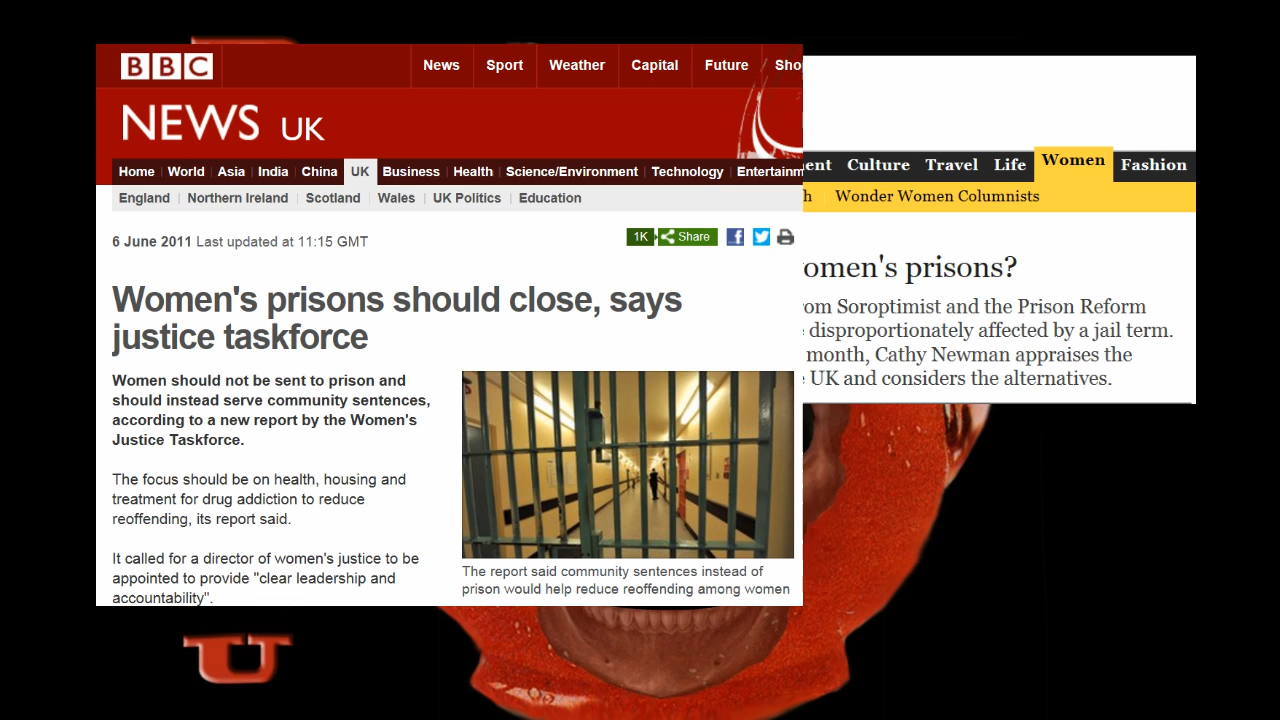 BBC
News Sport Weather Capital Future
NEWS UK
Home World Asia India China UK Business Health Science/Environment Technology
England Northern Ireland Scotland Wales UK Politics Education
6 June 2011 Last updated at 11:15 GMT
1K Share
Women's prisons should close, says
justice taskforce
Women should not be sent to prison and
should instead serve community sentences,
according to a new report by the Women's
Justice Taskforce.
The focus should be on health, housing and
treatment for drug addiction to reduce
reoffending, its report said.
It called for a director of women's justice to be
appointed to provide "clear leadership and
accountability".
The report said community sentences instead of
prison would help reduce reoffending among women
Culture Travel Life Women Fashion
Wonder Women Columnists
prisons?
Soroptimist and the Prison Reform
disproportionately affected by a jail term.
month, Cathy Newman appraises the
UK and considers the alternatives.
U